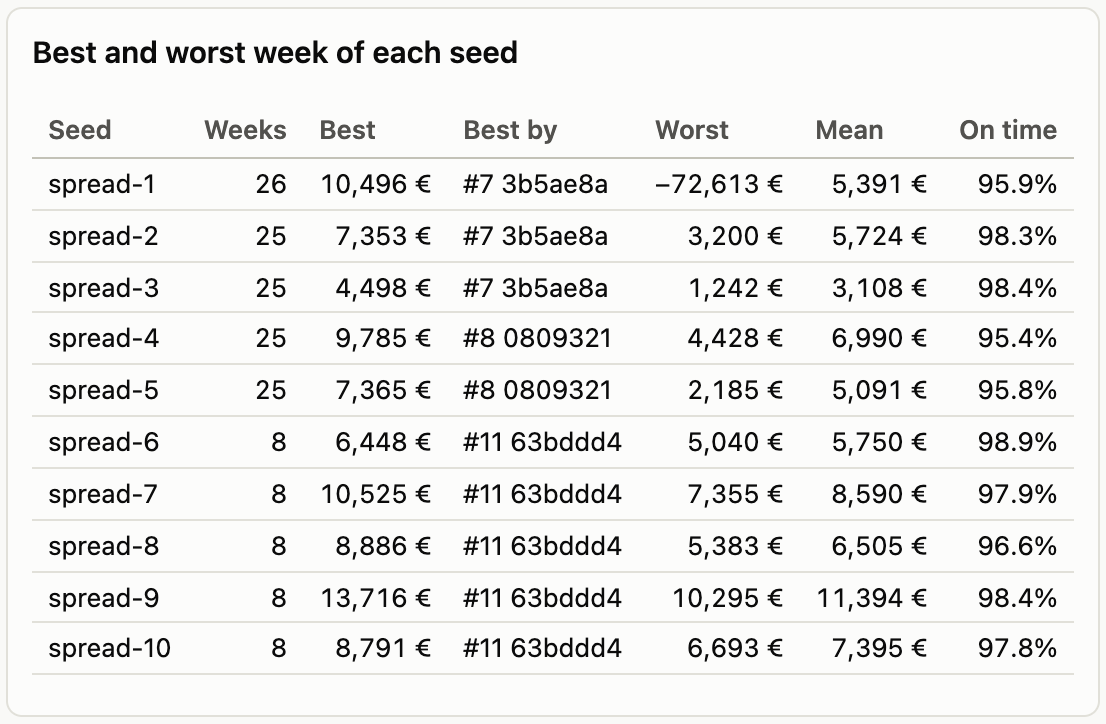 Best and worst week of each seed
Seed Weeks Best Best by Worst Mean On time
spread-1 26 10,496 € #7 3b5ae8a −72,613 € 5,391 € 95.9%
spread-2 25 7,353 € #7 3b5ae8a 3,200 € 5,724 € 98.3%
spread-3 25 4,498 € #7 3b5ae8a 1,242 € 3,108 € 98.4%
spread-4 25 9,785 € #8 0809321 4,428 € 6,990 € 95.4%
spread-5 25 7,365 € #8 0809321 2,185 € 5,091 € 95.8%
spread-6 8 6,448 € #11 63bddd4 5,040 € 5,750 € 98.9%
spread-7 8 10,525 € #11 63bddd4 7,355 € 8,590 € 97.9%
spread-8 8 8,886 € #11 63bddd4 5,383 € 6,505 € 96.6%
spread-9 8 13,716 € #11 63bddd4 10,295 € 11,394 € 98.4%
spread-10 8 8,791 € #11 63bddd4 6,693 € 7,395 € 97.8%